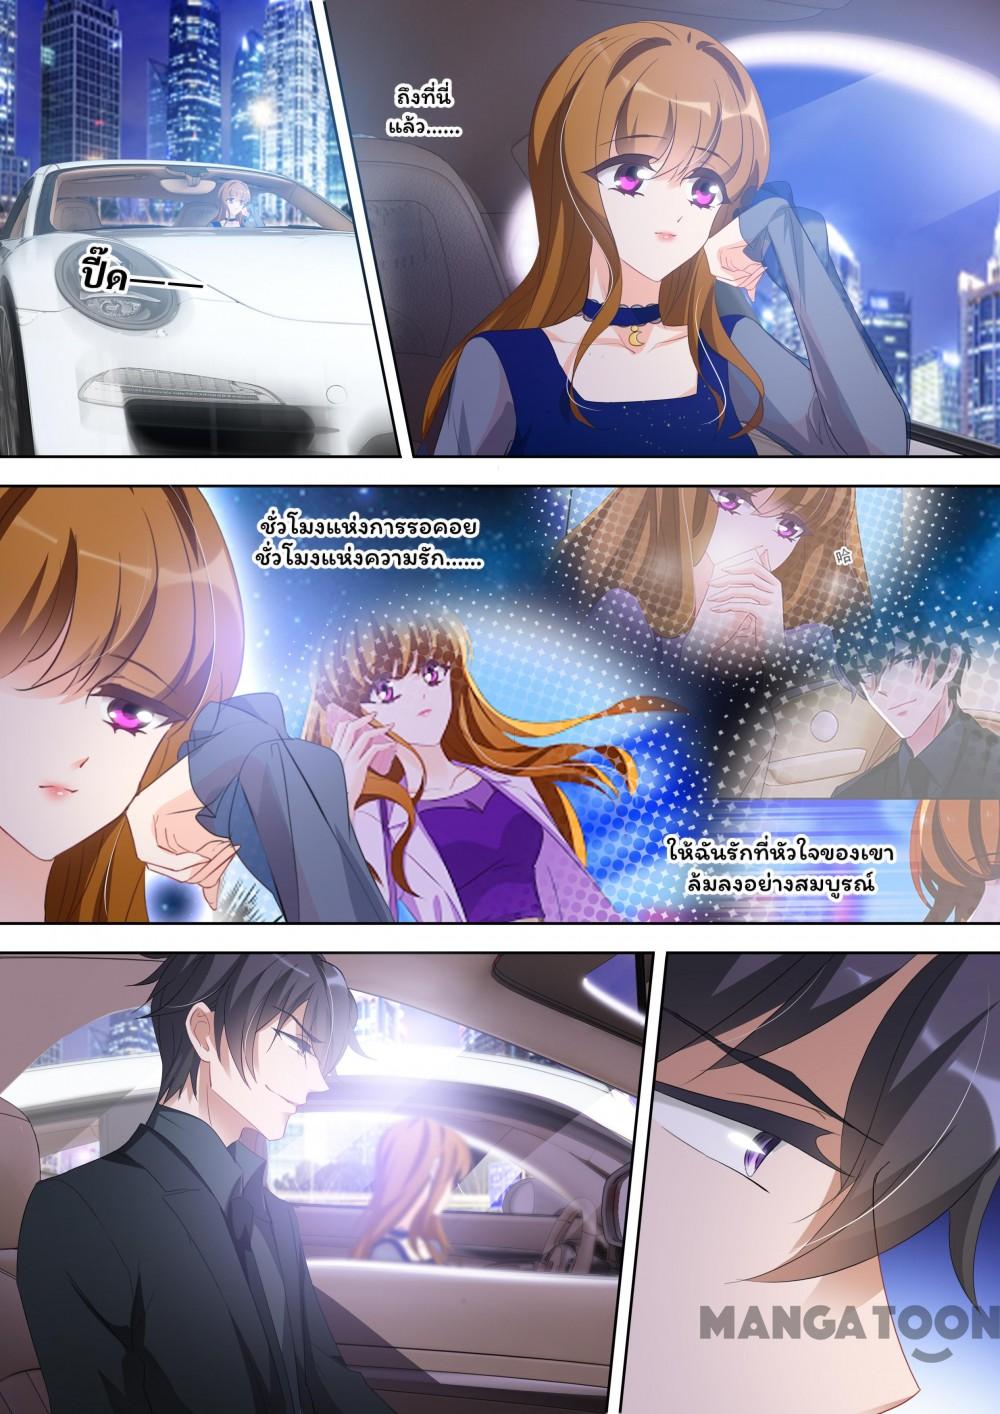 ปี๊ด———
ถึงที่นี่
แล้ว......
ชั่วโมงแห่งการรอคอย
ชั่วโมงแห่งความรัก......
哈
ให้ฉันรักที่หัวใจของเขา
ล้มลงอย่างสมบูรณ์
MANGATOON